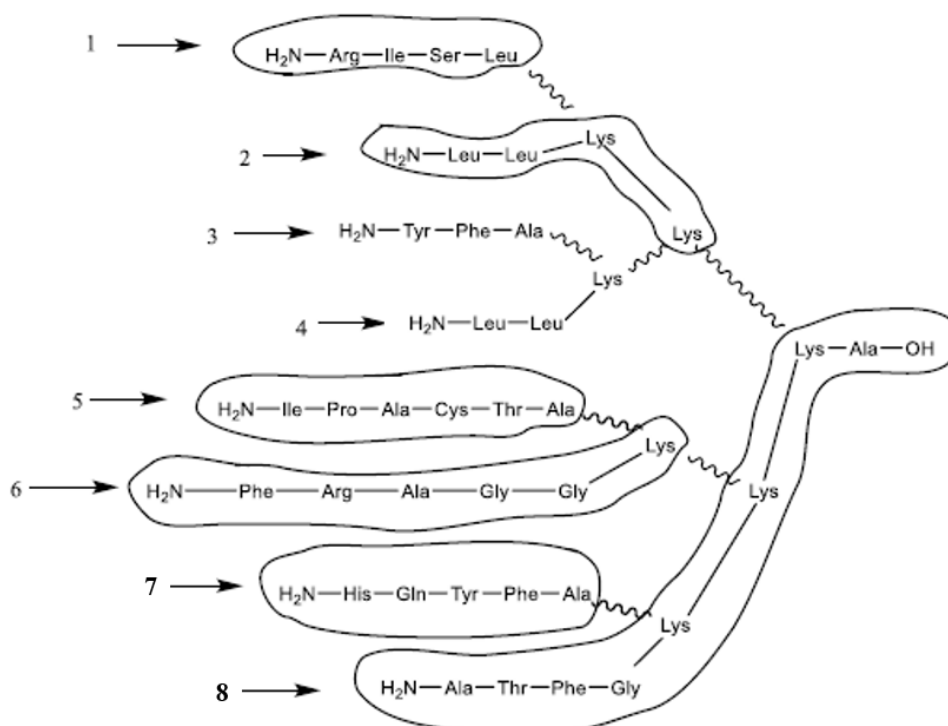 1 H₂N—Arg—Ile—Ser—Leu
Lys
2 H₂N—Leu—Leu
3 H₂N—Tyr—Phe—Ala
Lys
Lys
4 H₂N—Leu—Leu
Lys—Ala—OH
5 H₂N—Ile—Pro—Ala—Cys—Thr—Ala
Lys
6 H₂N—Phe—Arg—Ala—Gly—Gly
Lys
7 H₂N—His—Gln—Tyr—Phe—Ala
Lys
8 H₂N—Ala—Thr—Phe—Gly